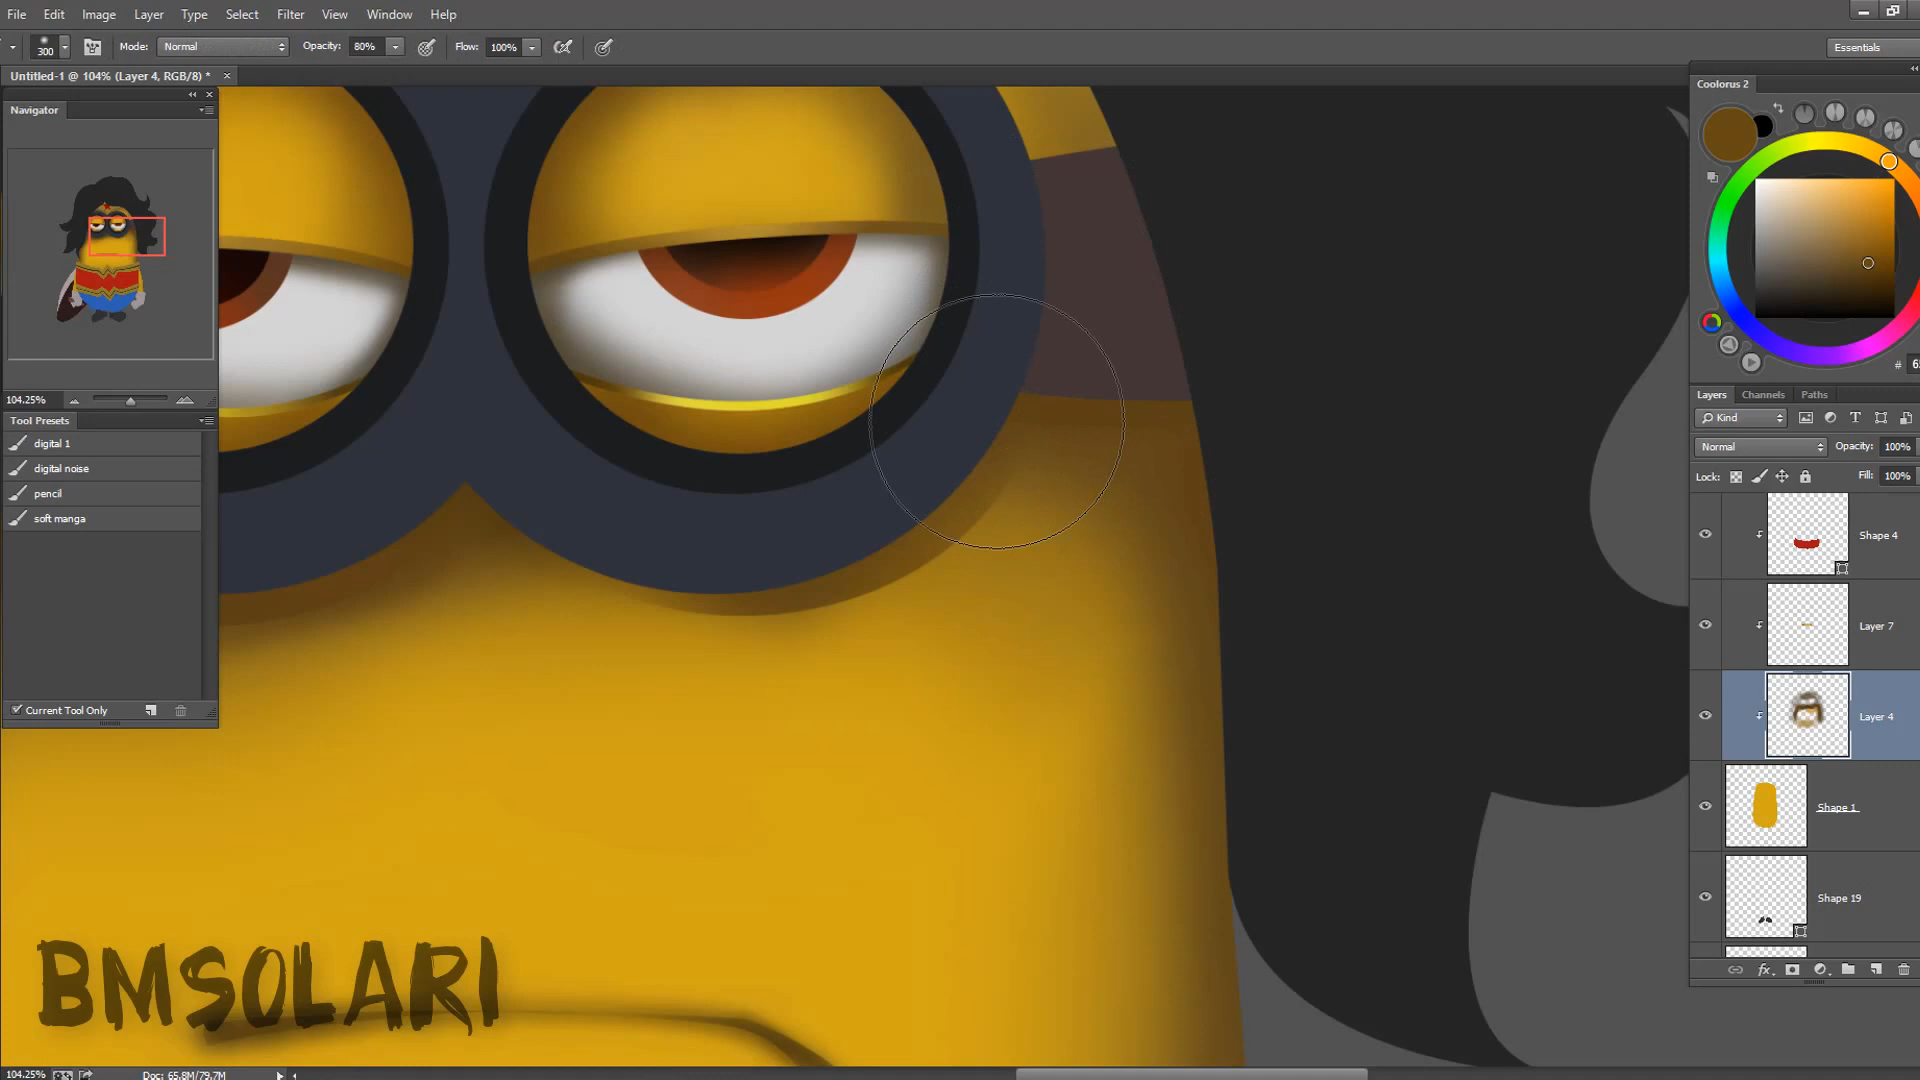 File Edit Image Layer Type Select Filter View Window Help
300 Mode: Normal Opacity: 80% Flow: 100% Essentials
Untitled-1 @ 104% (Layer 4, RGB/8) * ×
Navigator
Coolorus 2
#
104.25%
Tool Presets
digital 1
digital noise
pencil
soft manga
Current Tool Only
Layers Channels Paths
Kind
Normal Opacity: 100%
Lock: Fill: 100%
Shape 4
Layer 7
Layer 4
Shape 1
Shape 19
fx
BMSOLARI
104.25% Doc: 65.8M/79.7M